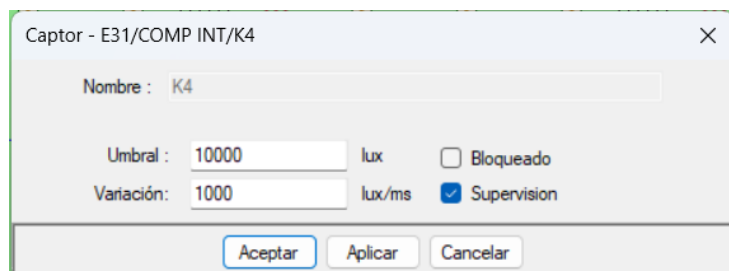 Captor - E31/COMP INT/K4
Nombre : K4
Umbral : 10000 lux Bloqueado
Variación: 1000 lux/ms Supervision
Aceptar Aplicar Cancelar